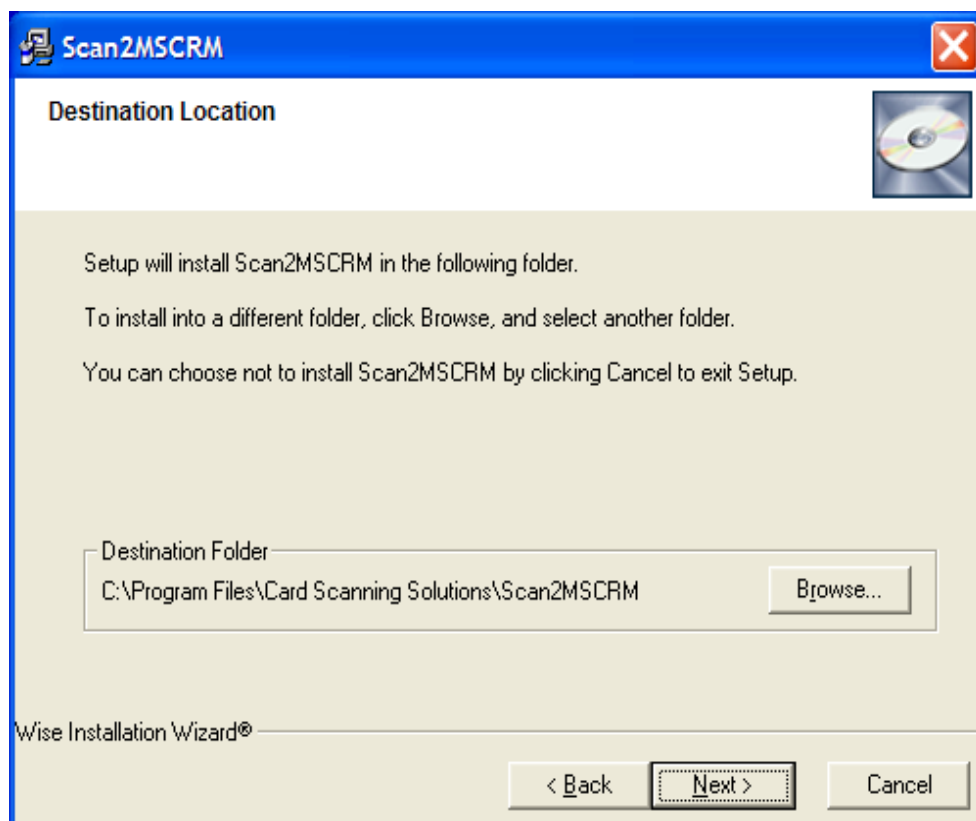 Scan2MSCRM
Destination Location
Setup will install Scan2MSCRM in the following folder.
To install into a different folder, click Browse, and select another folder.
You can choose not to install Scan2MSCRM by clicking Cancel to exit Setup.
Destination Folder
C:\Program Files\Card Scanning Solutions\Scan2MSCRM
Browse...
Wise Installation Wizard®
< Back
Next >
Cancel